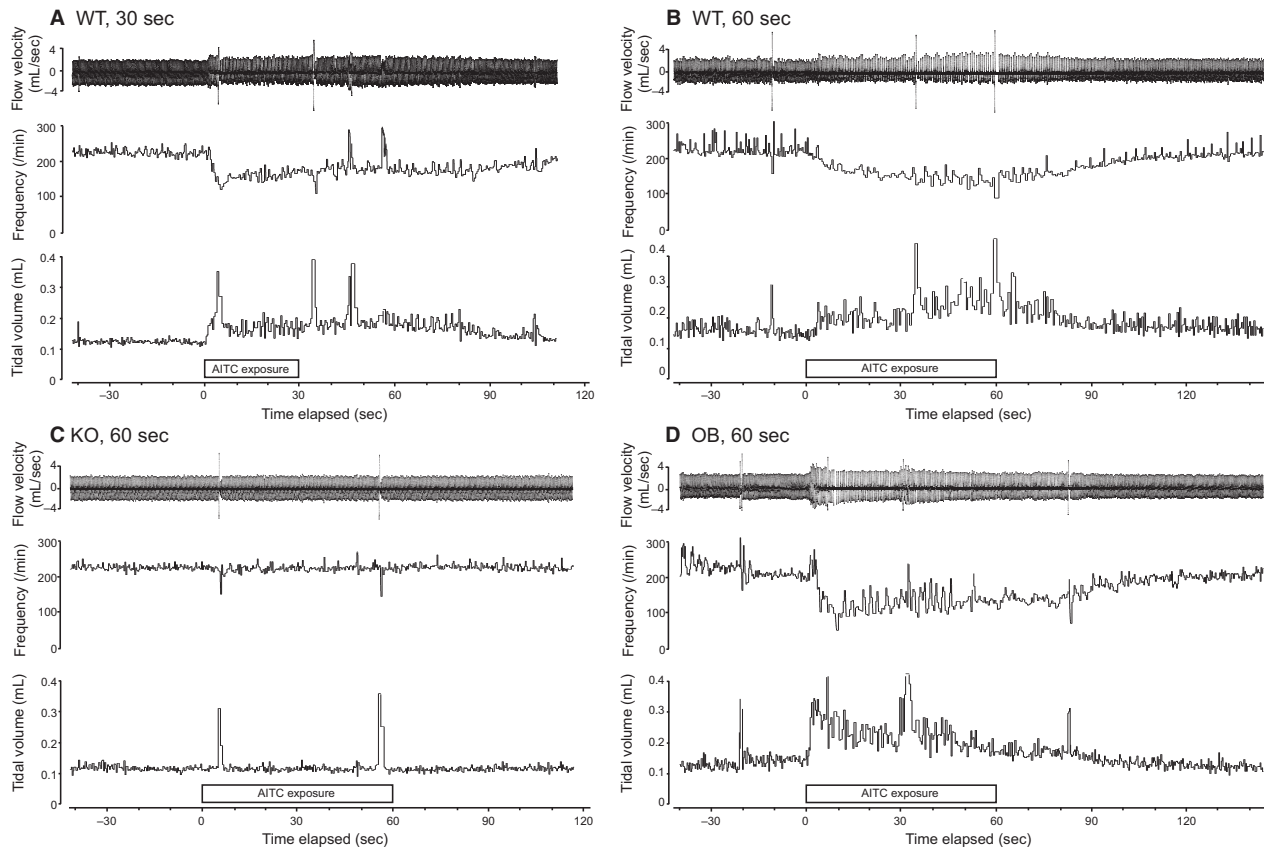 A WT, 30 sec
Flow velocity
(mL/sec)
4
0
−4
Frequency (/min)
300
200
100
0
Tidal volume (mL)
0.4
0.3
0.2
0.1
0
AITC exposure
−30
0
30
60
90
120
Time elapsed (sec)
B WT, 60 sec
Flow velocity
(mL/sec)
4
0
−4
Frequency (/min)
300
200
100
0
Tidal volume (mL)
0.4
0.3
0.2
0.1
0
AITC exposure
−30
0
30
60
90
120
Time elapsed (sec)
C KO, 60 sec
Flow velocity
(mL/sec)
4
0
−4
Frequency (/min)
300
200
100
0
Tidal volume (mL)
0.4
0.3
0.2
0.1
0
AITC exposure
−30
0
30
60
90
120
Time elapsed (sec)
D OB, 60 sec
Flow velocity
(mL/sec)
4
0
−4
Frequency (/min)
300
200
100
0
Tidal volume (mL)
0.4
0.3
0.2
0.1
0
AITC exposure
−30
0
30
60
90
120
Time elapsed (sec)